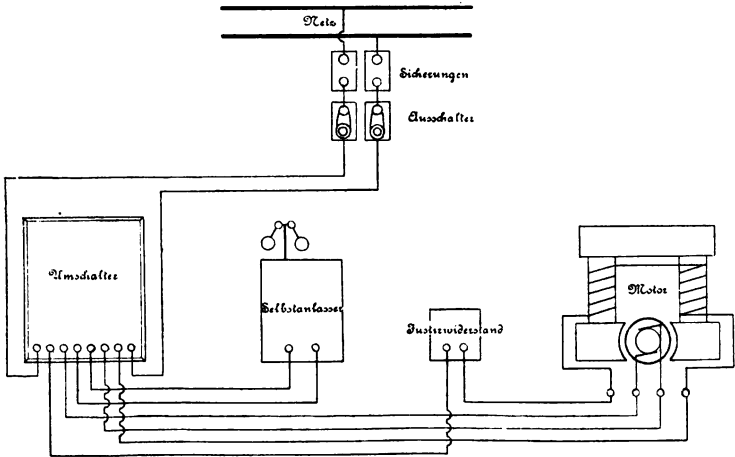 Netz
Sicherungen
Ausschalter
Umschalter
Selbstanlasser
Justierwiderstand
Motor